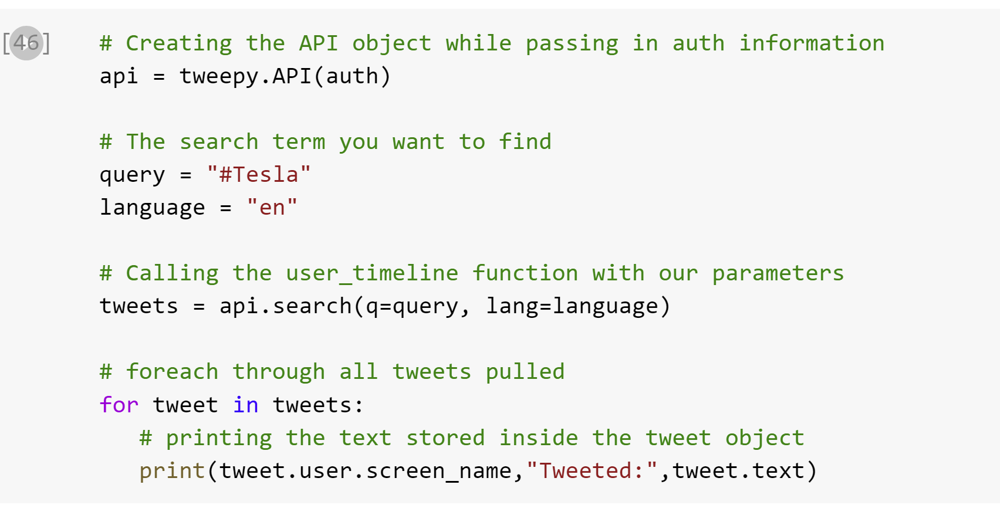 [46]
# Creating the API object while passing in auth information
api = tweepy.API(auth)
# The search term you want to find
query = "#Tesla"
language = "en"
# Calling the user_timeline function with our parameters
tweets = api.search(q=query, lang=language)
# foreach through all tweets pulled
for tweet in tweets:
   # printing the text stored inside the tweet object
   print(tweet.user.screen_name,"Tweeted:",tweet.text)